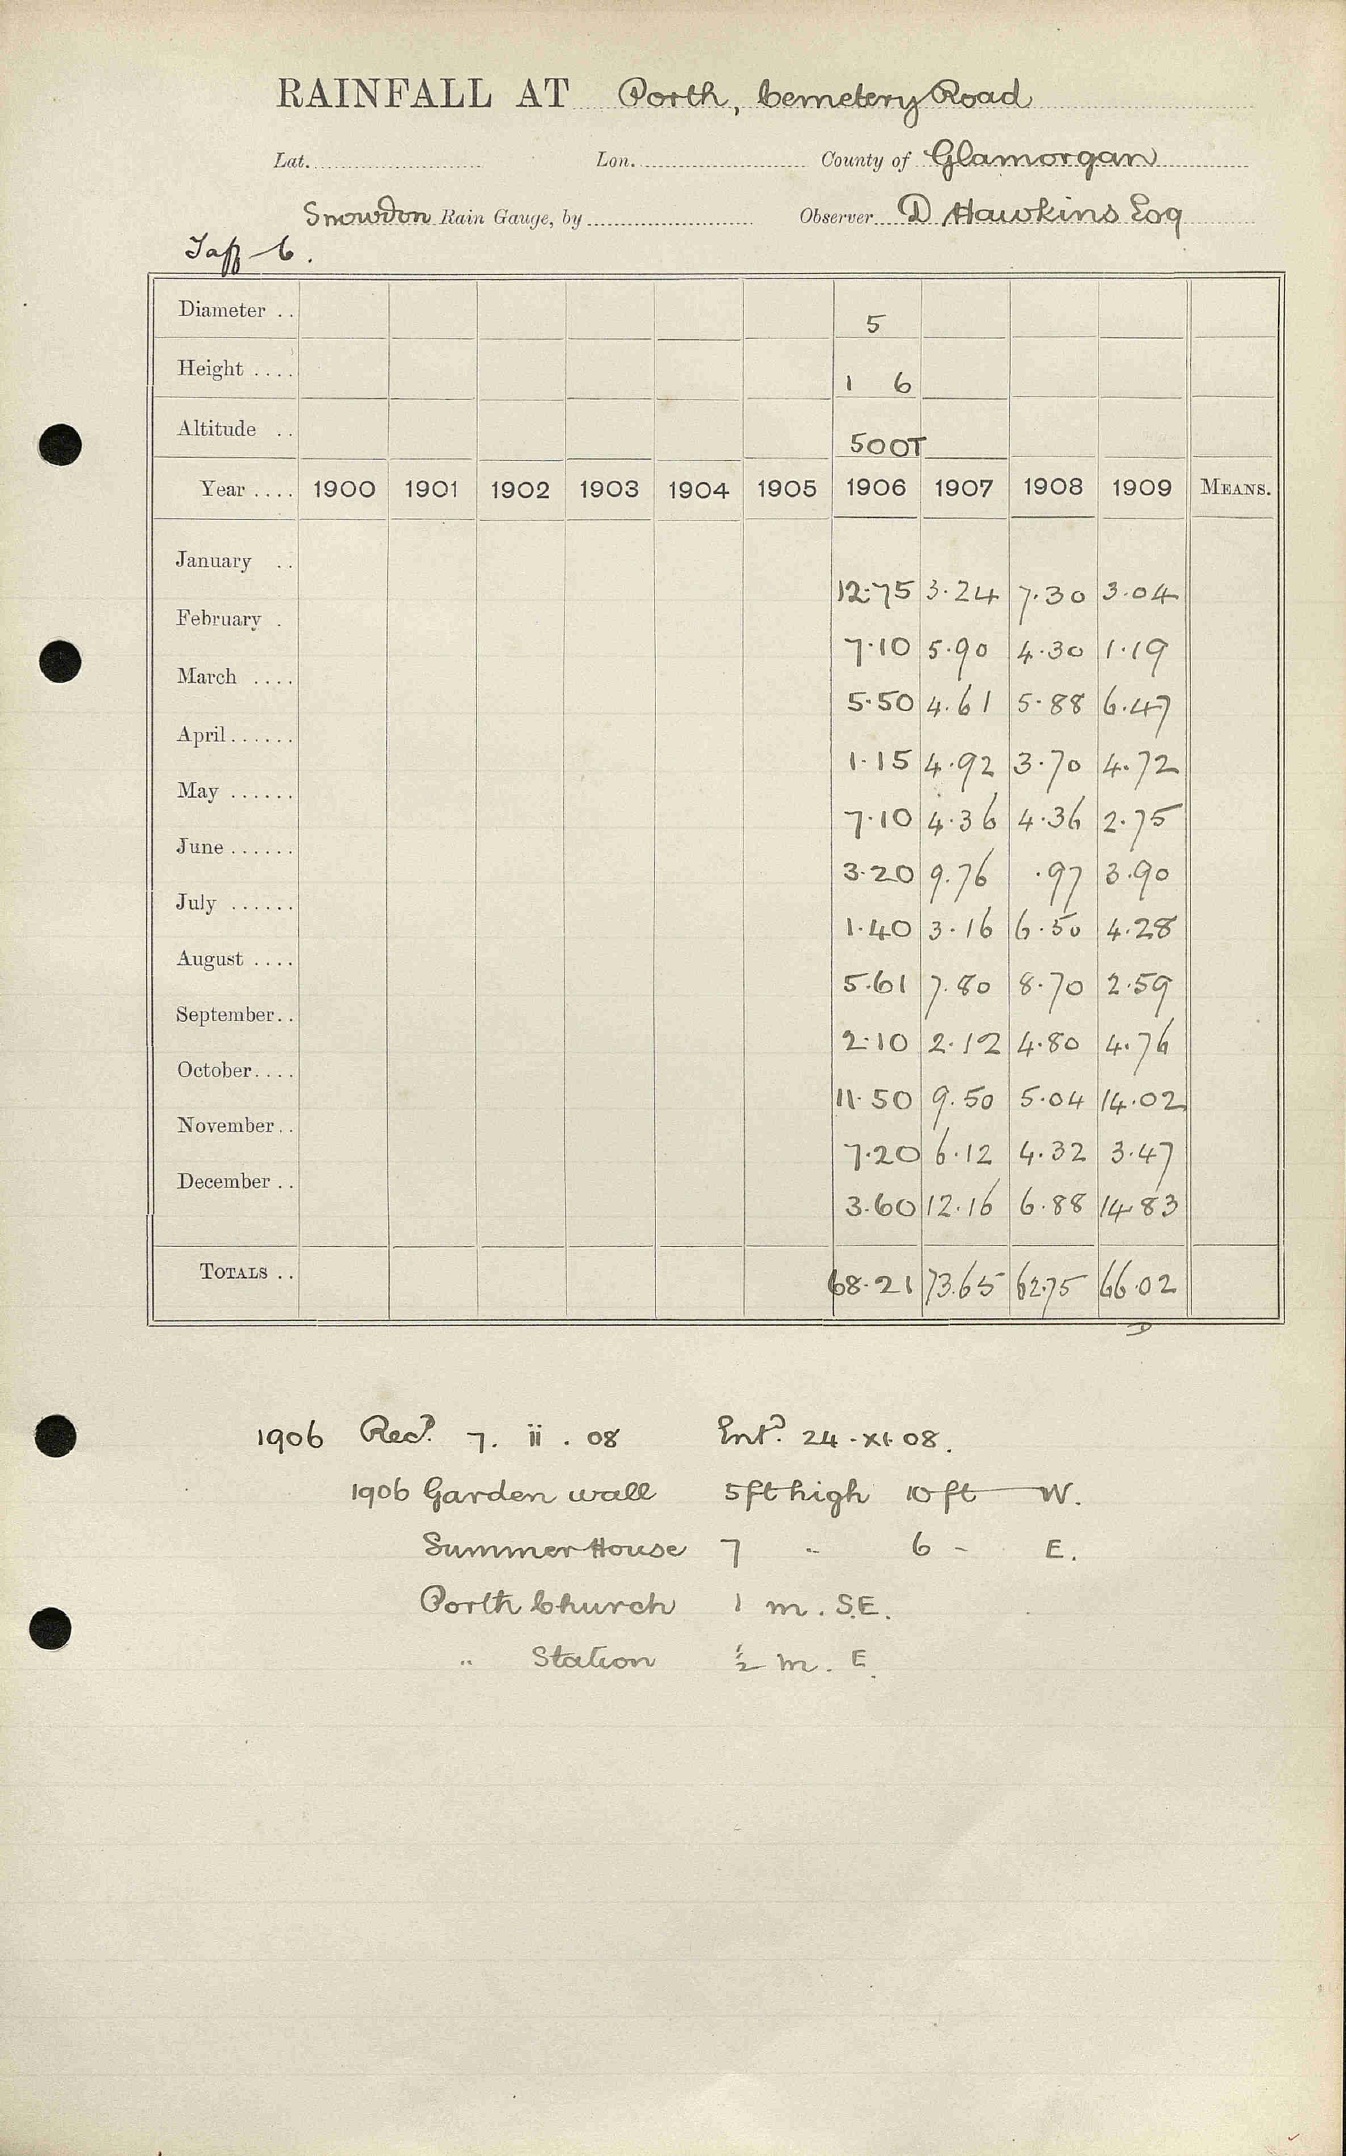 RAINFALL AT Porth, Cemetery Road
Lat. Lon. County of Glamorgan
Snowdon Rain Gauge, by Observer D Hawkins Esq
Taff 6.
Diameter .. 5
Height .... 1 6
Altitude .. 500T
Year .... 1900 1901 1902 1903 1904 1905 1906 1907 1908 1909 MEANS.
January .. 12.75 3.24 7.30 3.04
February . 7.10 5.90 4.30 1.19
March .... 5.50 4.61 5.88 6.47
April...... 1.15 4.92 3.70 4.72
May ...... 7.10 4.36 4.36 2.75
June ...... 3.20 9.76 .97 3.90
July ...... 1.40 3.16 6.50 4.28
August .... 5.61 7.80 8.70 2.59
September.. 2.10 2.12 4.80 4.76
October.... 11.50 9.50 5.04 14.02
November.. 7.20 6.12 4.32 3.47
December .. 3.60 12.16 6.88 14.83
TOTALS .. 68.21 73.65 62.75 66.02
D
1906 Recd. 7. ii . 08 Entd. 24.xi.08.
1906 Garden wall 5ft high 10ft W.
Summer House 7 " 6 - E.
Porth Church 1 m. S.E.
" Station ½ m. E.